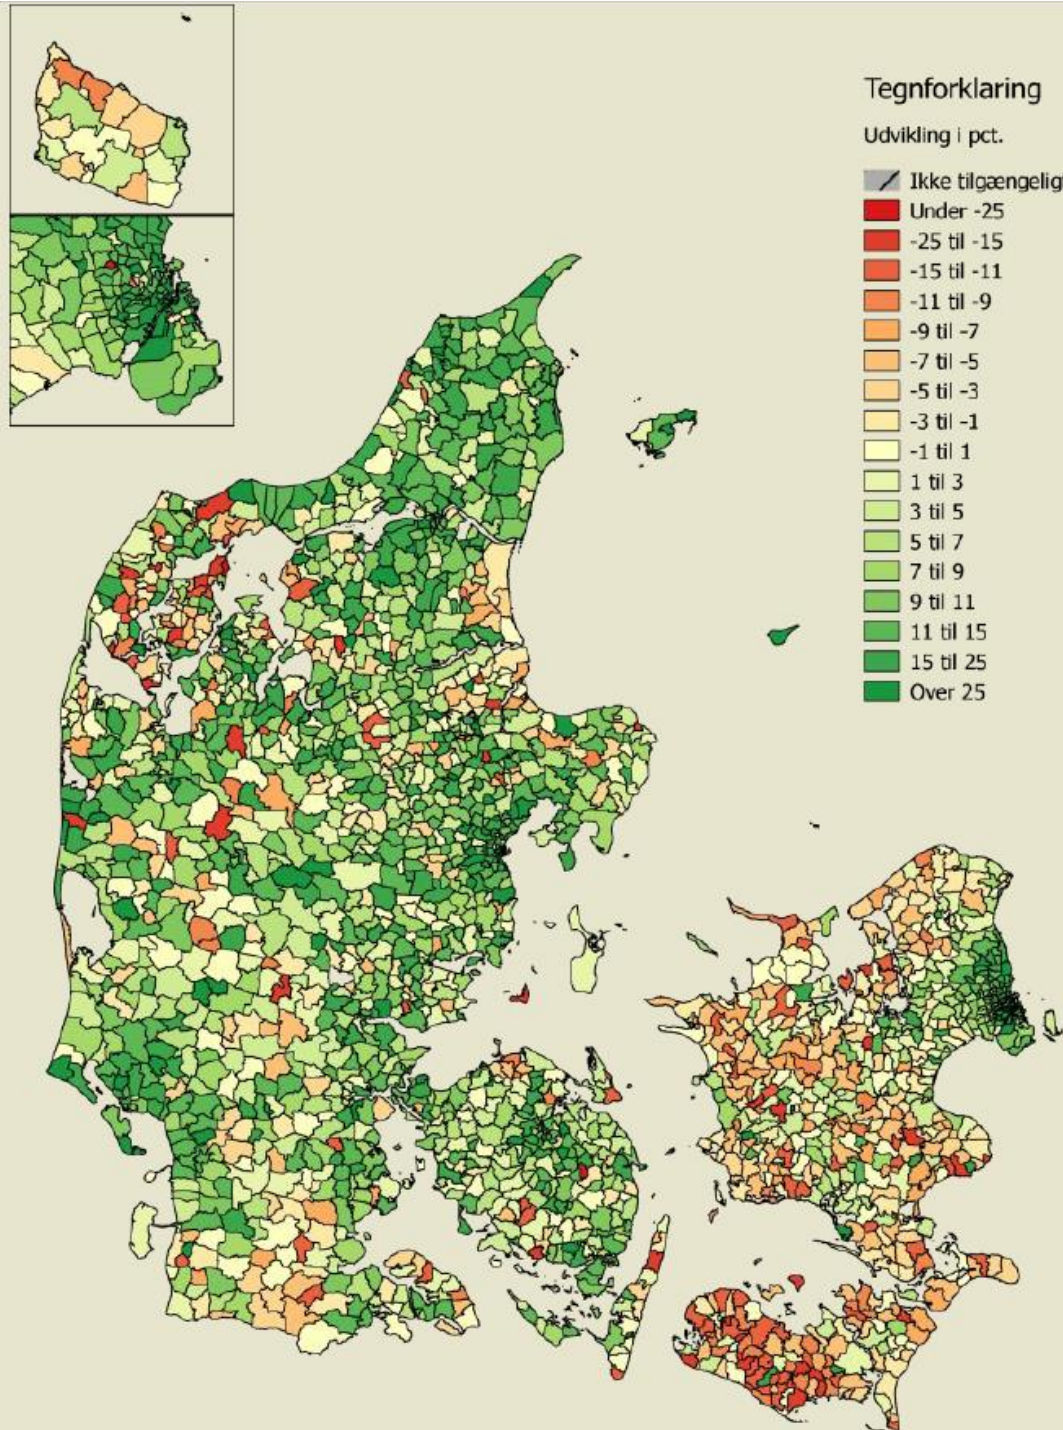 Tegnforklaring
Udvikling i pct.
Ikke tilgængeligt
Under -25
-25 til -15
-15 til -11
-11 til -9
-9 til -7
-7 til -5
-5 til -3
-3 til -1
-1 til 1
1 til 3
3 til 5
5 til 7
7 til 9
9 til 11
11 til 15
15 til 25
Over 25